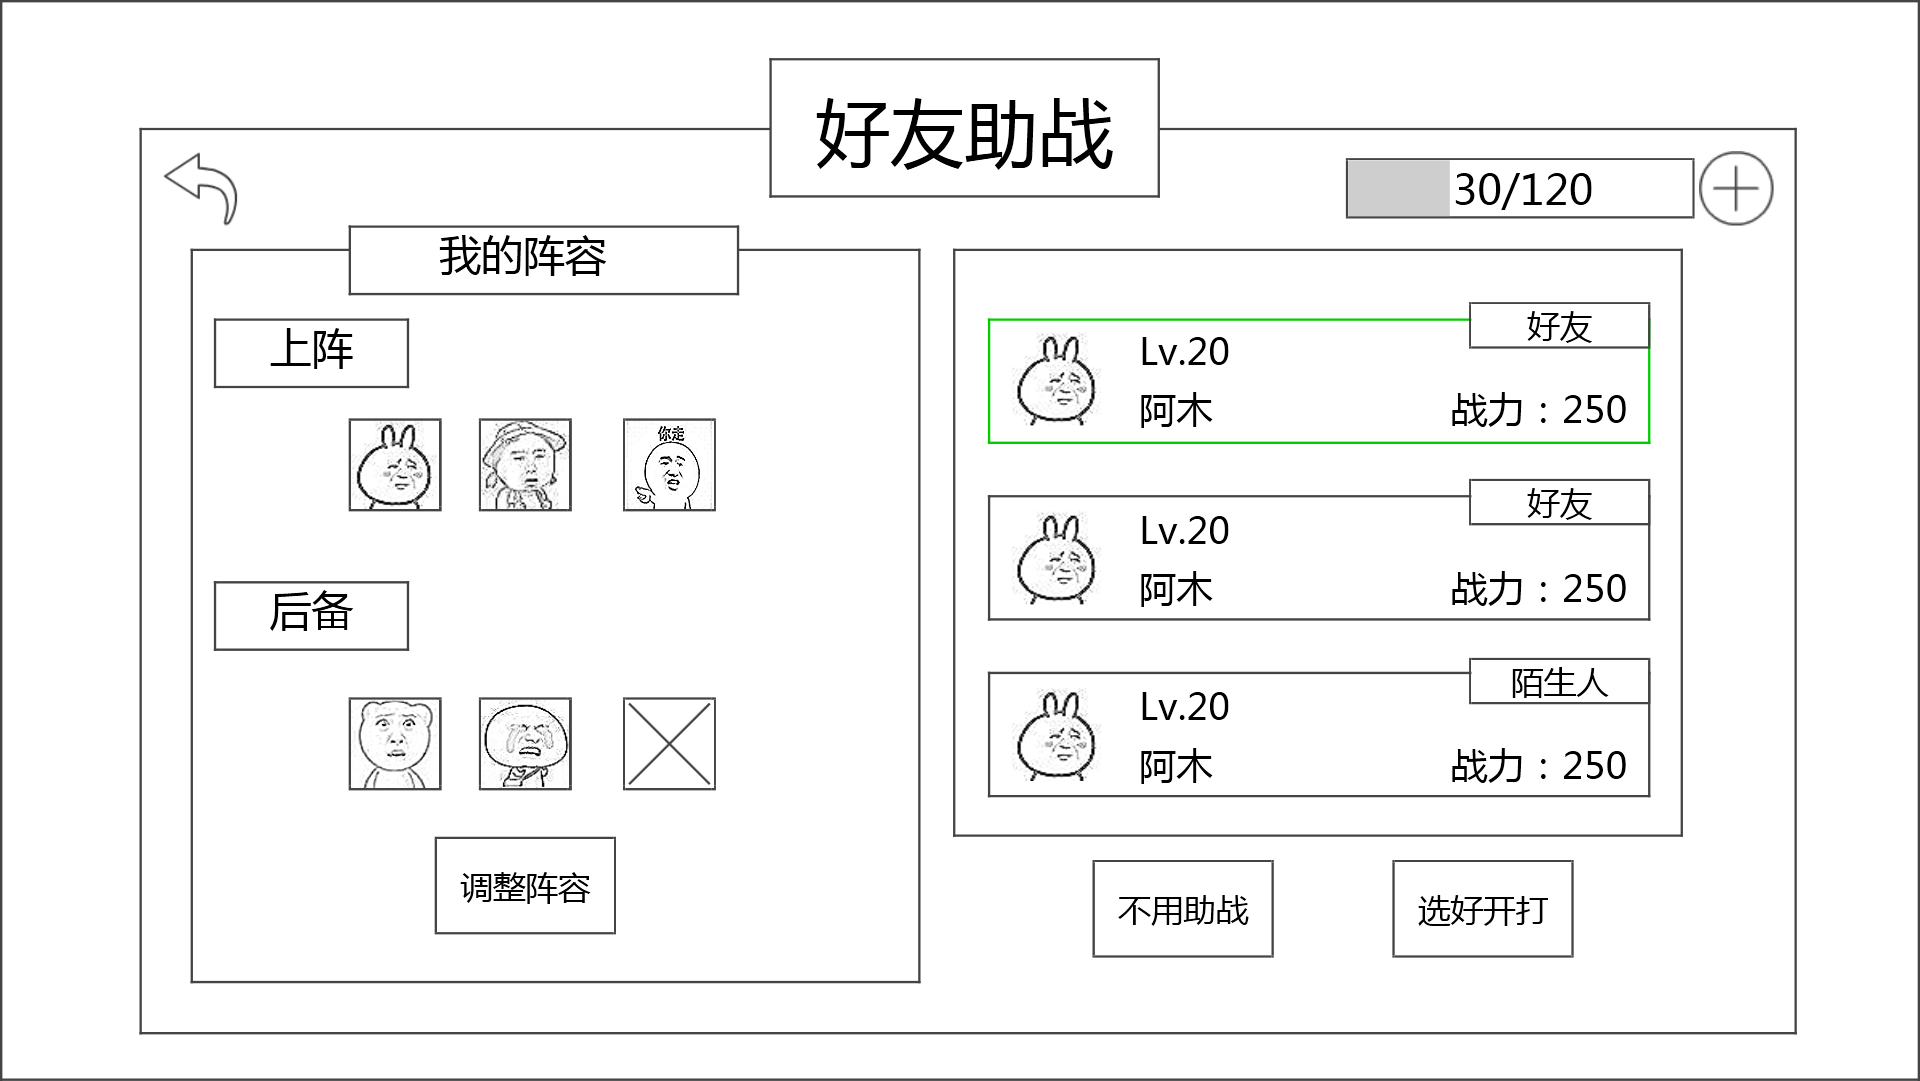 好友助战
30/120
我的阵容
上阵
你走
后备
调整阵容
好友
Lv.20
阿木
战力：250
好友
Lv.20
阿木
战力：250
陌生人
Lv.20
阿木
战力：250
不用助战
选好开打